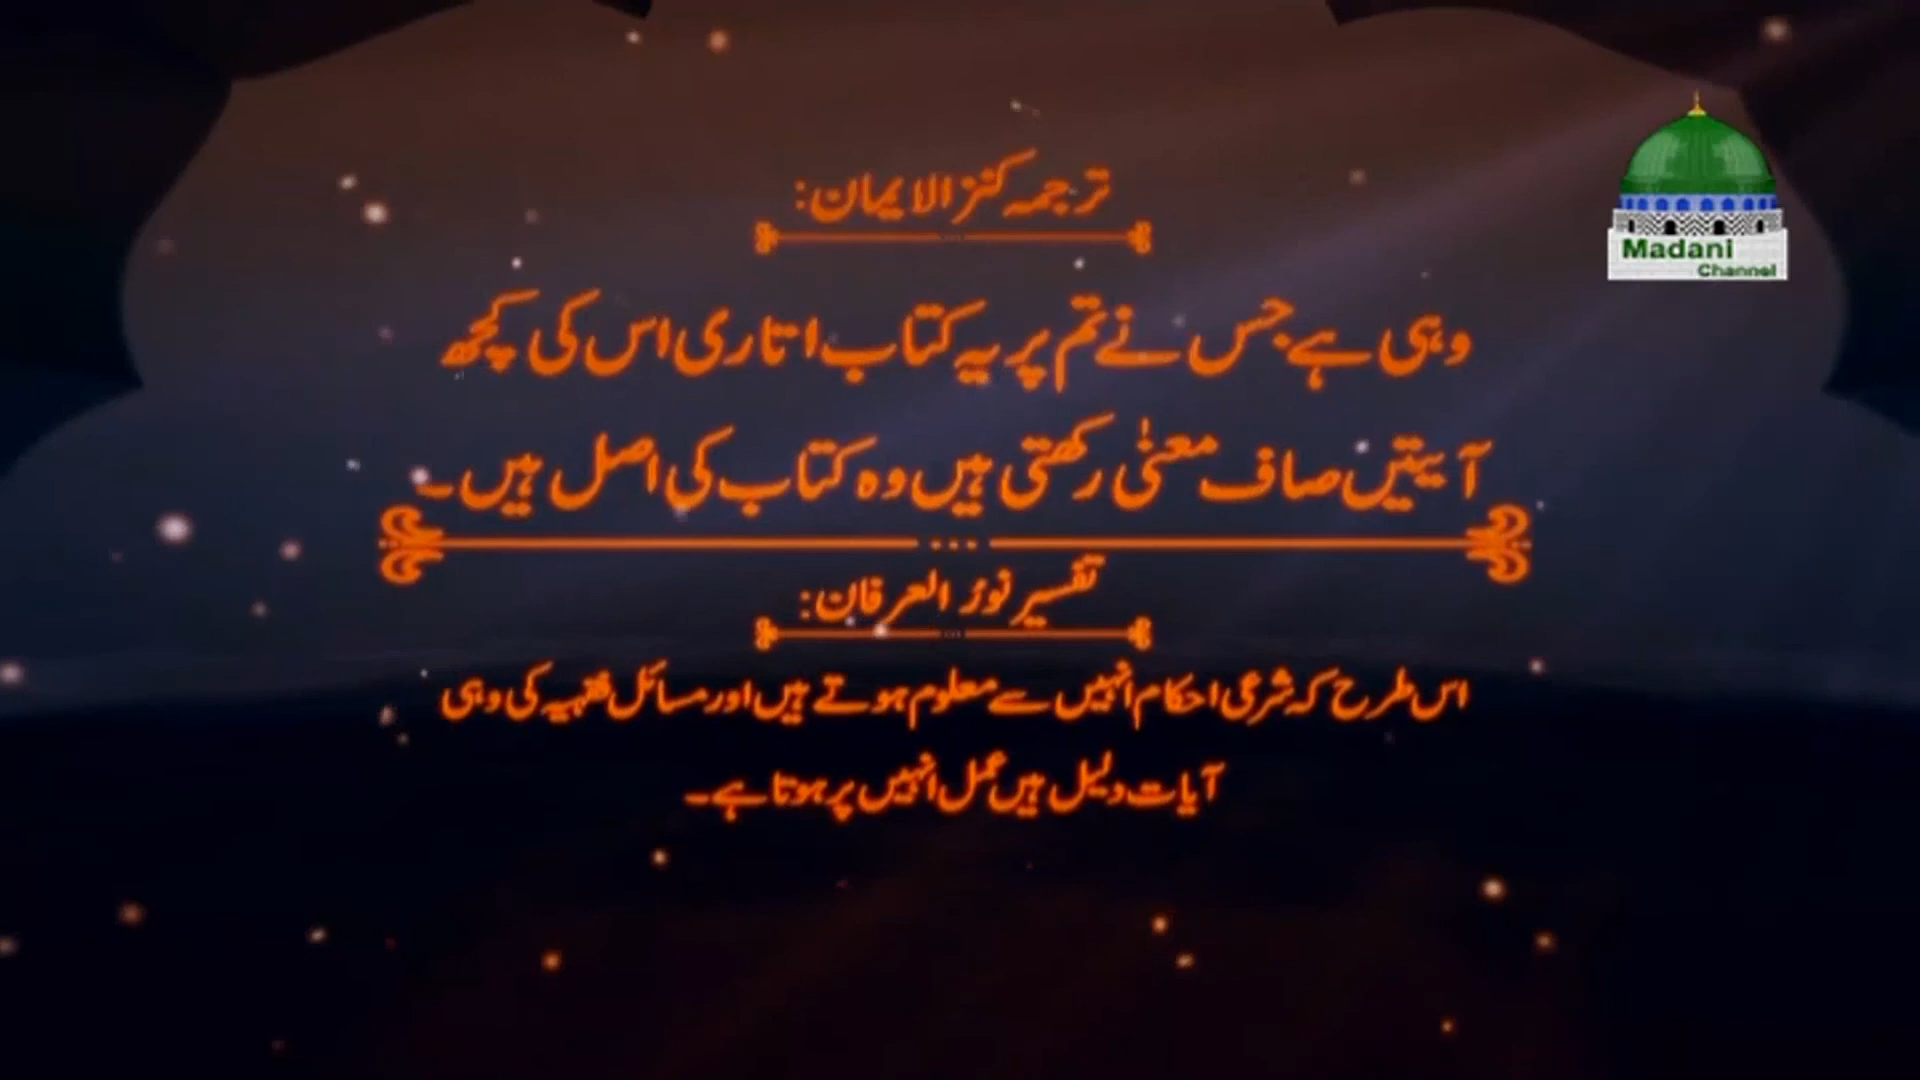 ترجمہ کنز الایمان:
وہی ہے جس نے تم پر یہ کتاب اتاری اس کی کچھ
آیتیں صاف معنیٰ رکھتی ہیں وہ کتاب کی اصل ہیں۔
تفسیر نورُ العرفان:
اس طرح کہ شرعی احکام انہیں سے معلوم ہوتے ہیں اور مسائل فقہیہ کی وہی
آیات دلیل ہیں عمل انہیں پر ہوتا ہے۔
Madani
Channel